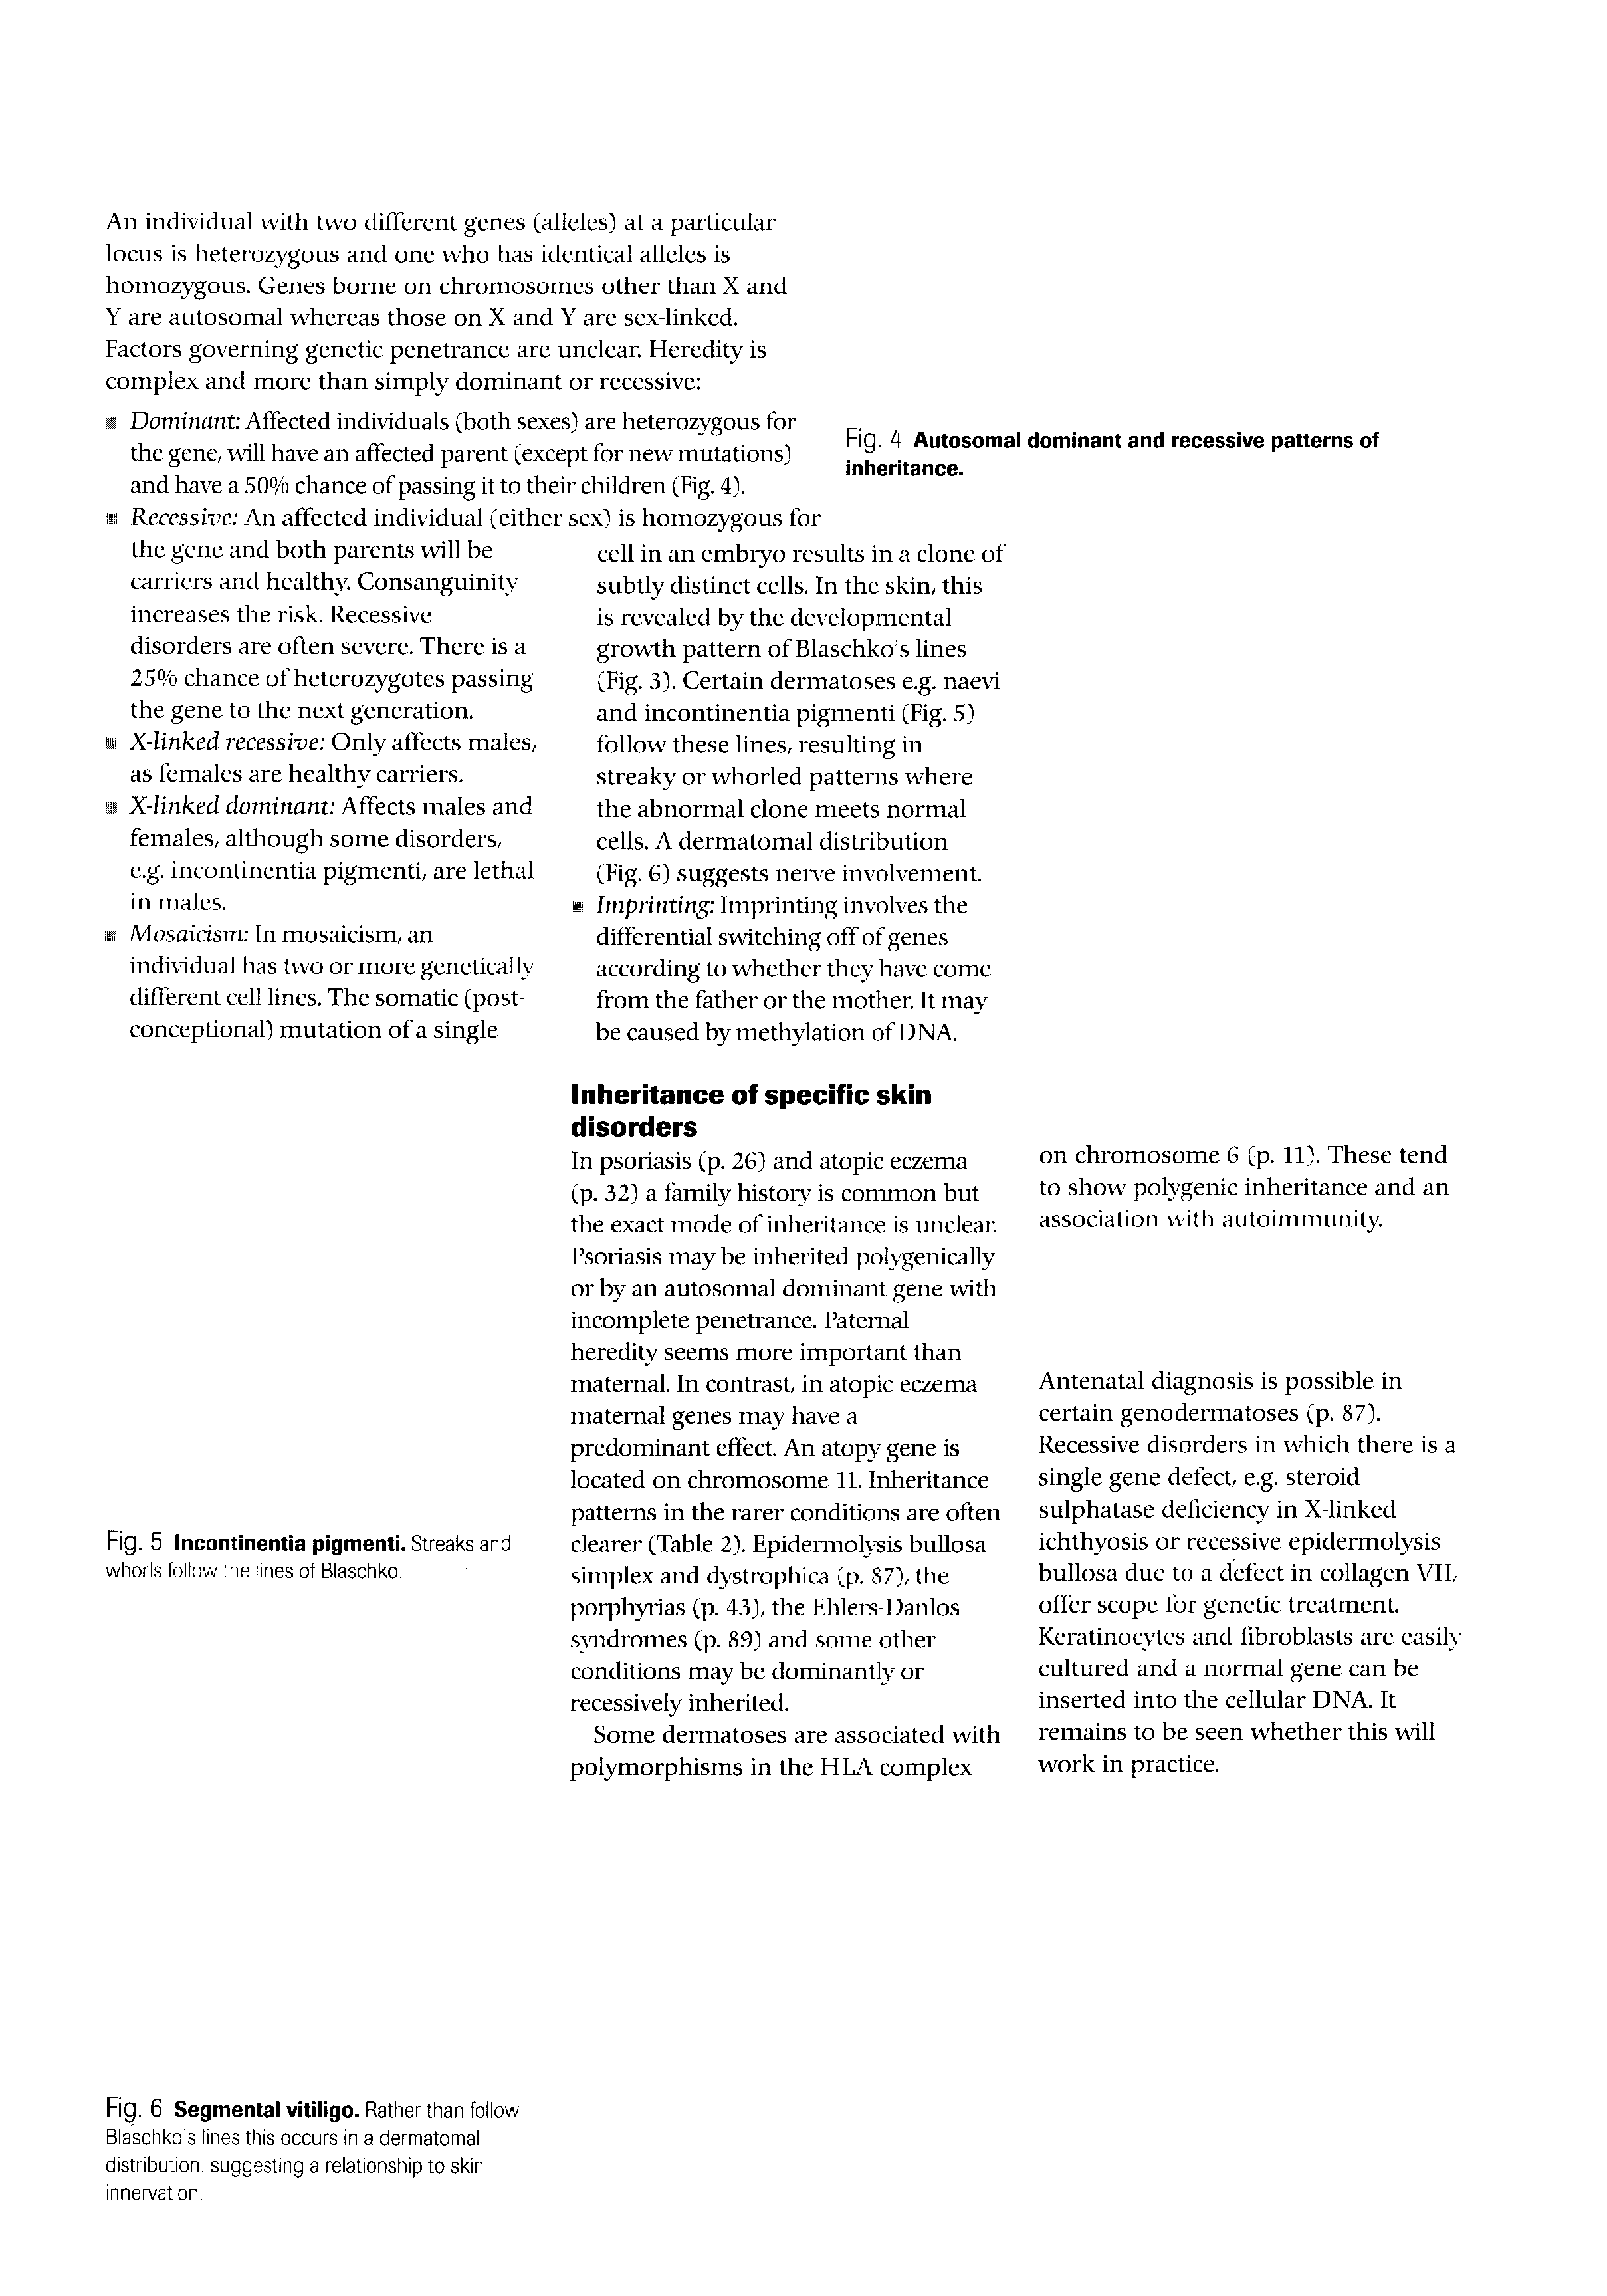 An individual with two different genes (alleles) at a particular
locus is heterozygous and one who has identical alleles is
homozygous. Genes borne on chromosomes other than X and
Y are autosomal whereas those on X and Y are sex-linked.
Factors governing genetic penetrance are unclear. Heredity is
complex and more than simply dominant or recessive:
Dominant: Affected individuals (both sexes) are heterozygous for
the gene, will have an affected parent (except for new mutations)
and have a 50% chance of passing it to their children (Fig. 4).
Recessive: An affected individual (either sex) is homozygous for
the gene and both parents will be
carriers and healthy. Consanguinity
increases the risk. Recessive
disorders are often severe. There is a
25% chance of heterozygotes passing
the gene to the next generation.
X-linked recessive: Only affects males,
as females are healthy carriers.
X-linked dominant: Affects males and
females, although some disorders,
e.g. incontinentia pigmenti, are lethal
in males.
Mosaicism: In mosaicism, an
individual has two or more genetically
different cell lines. The somatic (post-
conceptional) mutation of a single
cell in an embryo results in a clone of
subtly distinct cells. In the skin, this
is revealed by the developmental
growth pattern of Blaschko's lines
(Fig. 3). Certain dermatoses e.g. naevi
and incontinentia pigmenti (Fig. 5)
follow these lines, resulting in
streaky or whorled patterns where
the abnormal clone meets normal
cells. A dermatomal distribution
(Fig. 6) suggests nerve involvement.
Imprinting: Imprinting involves the
differential switching off of genes
according to whether they have come
from the father or the mother. It may
be caused by methylation of DNA.
Fig. 4 Autosomal dominant and recessive patterns of
inheritance.
Inheritance of specific skin
disorders
In psoriasis (p. 26) and atopic eczema
(p. 32) a family history is common but
the exact mode of inheritance is unclear.
Psoriasis may be inherited polygenically
or by an autosomal dominant gene with
incomplete penetrance. Paternal
heredity seems more important than
maternal. In contrast, in atopic eczema
maternal genes may have a
predominant effect. An atopy gene is
located on chromosome 11. Inheritance
patterns in the rarer conditions are often
clearer (Table 2). Epidermolysis bullosa
simplex and dystrophica (p. 87), the
porphyrias (p. 43), the Ehlers-Danlos
syndromes (p. 89) and some other
conditions may be dominantly or
recessively inherited.
Some dermatoses are associated with
polymorphisms in the HLA complex
on chromosome 6 (p. 11). These tend
to show polygenic inheritance and an
association with autoimmunity.
Antenatal diagnosis is possible in
certain genodermatoses (p. 87).
Recessive disorders in which there is a
single gene defect, e.g. steroid
sulphatase deficiency in X-linked
ichthyosis or recessive epidermolysis
bullosa due to a defect in collagen VII,
offer scope for genetic treatment.
Keratinocytes and fibroblasts are easily
cultured and a normal gene can be
inserted into the cellular DNA. It
remains to be seen whether this will
work in practice.
Fig. 5 Incontinentia pigmenti. Streaks and
whorls follow the lines of Blaschko.
Fig. 6 Segmental vitiligo. Rather than follow
Blaschko's lines this occurs in a dermatomal
distribution, suggesting a relationship to skin
innervation.